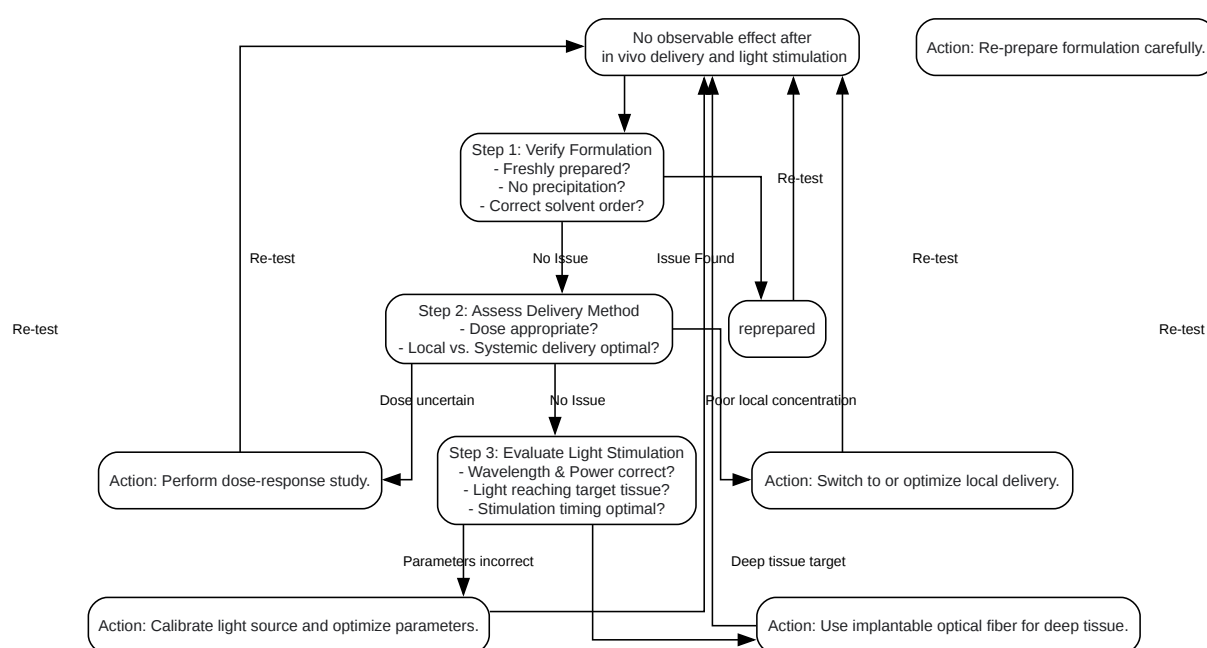 No observable effect after
in vivo delivery and light stimulation
Action: Re-prepare formulation carefully.
Step 1: Verify Formulation
- Freshly prepared?
- No precipitation?
- Correct solvent order?
Re-test
Re-test
No Issue
Issue Found
Re-test
Step 2: Assess Delivery Method
- Dose appropriate?
- Local vs. Systemic delivery optimal?
reprepared
Re-test
Re-test
Dose uncertain
No Issue
Poor local concentration
Step 3: Evaluate Light Stimulation
- Wavelength & Power correct?
- Light reaching target tissue?
- Stimulation timing optimal?
Action: Perform dose-response study.
Action: Switch to or optimize local delivery.
Parameters incorrect
Deep tissue target
Action: Calibrate light source and optimize parameters.
Action: Use implantable optical fiber for deep tissue.